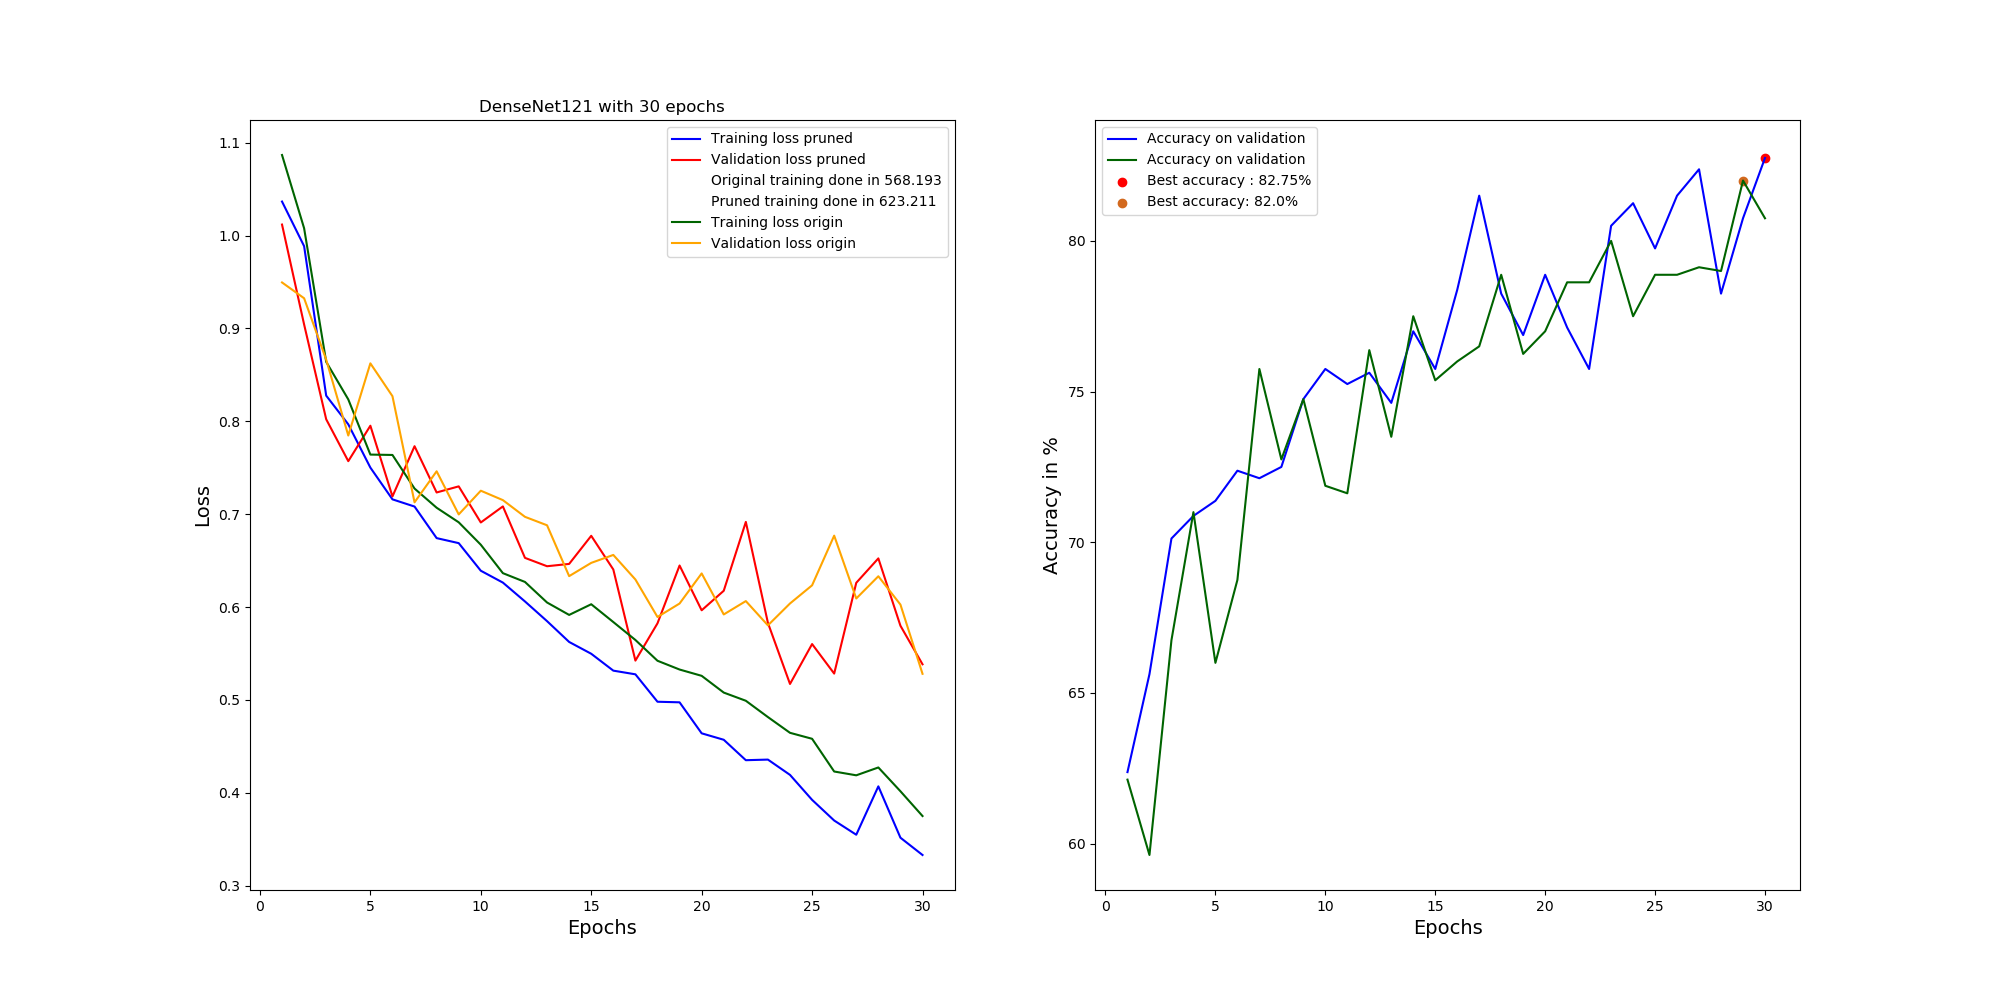 DenseNet121 with 30 epochs
Training loss pruned
Validation loss pruned
Original training done in 568.193
Pruned training done in 623.211
Training loss origin
Validation loss origin
1.1
1.0
0.9
0.8
0.7
0.6
0.5
0.4
0.3
Loss
0 5 10 15 20 25 30
Epochs
Accuracy on validation
Accuracy on validation
Best accuracy : 82.75%
Best accuracy: 82.0%
80
75
70
65
60
Accuracy in %
0 5 10 15 20 25 30
Epochs